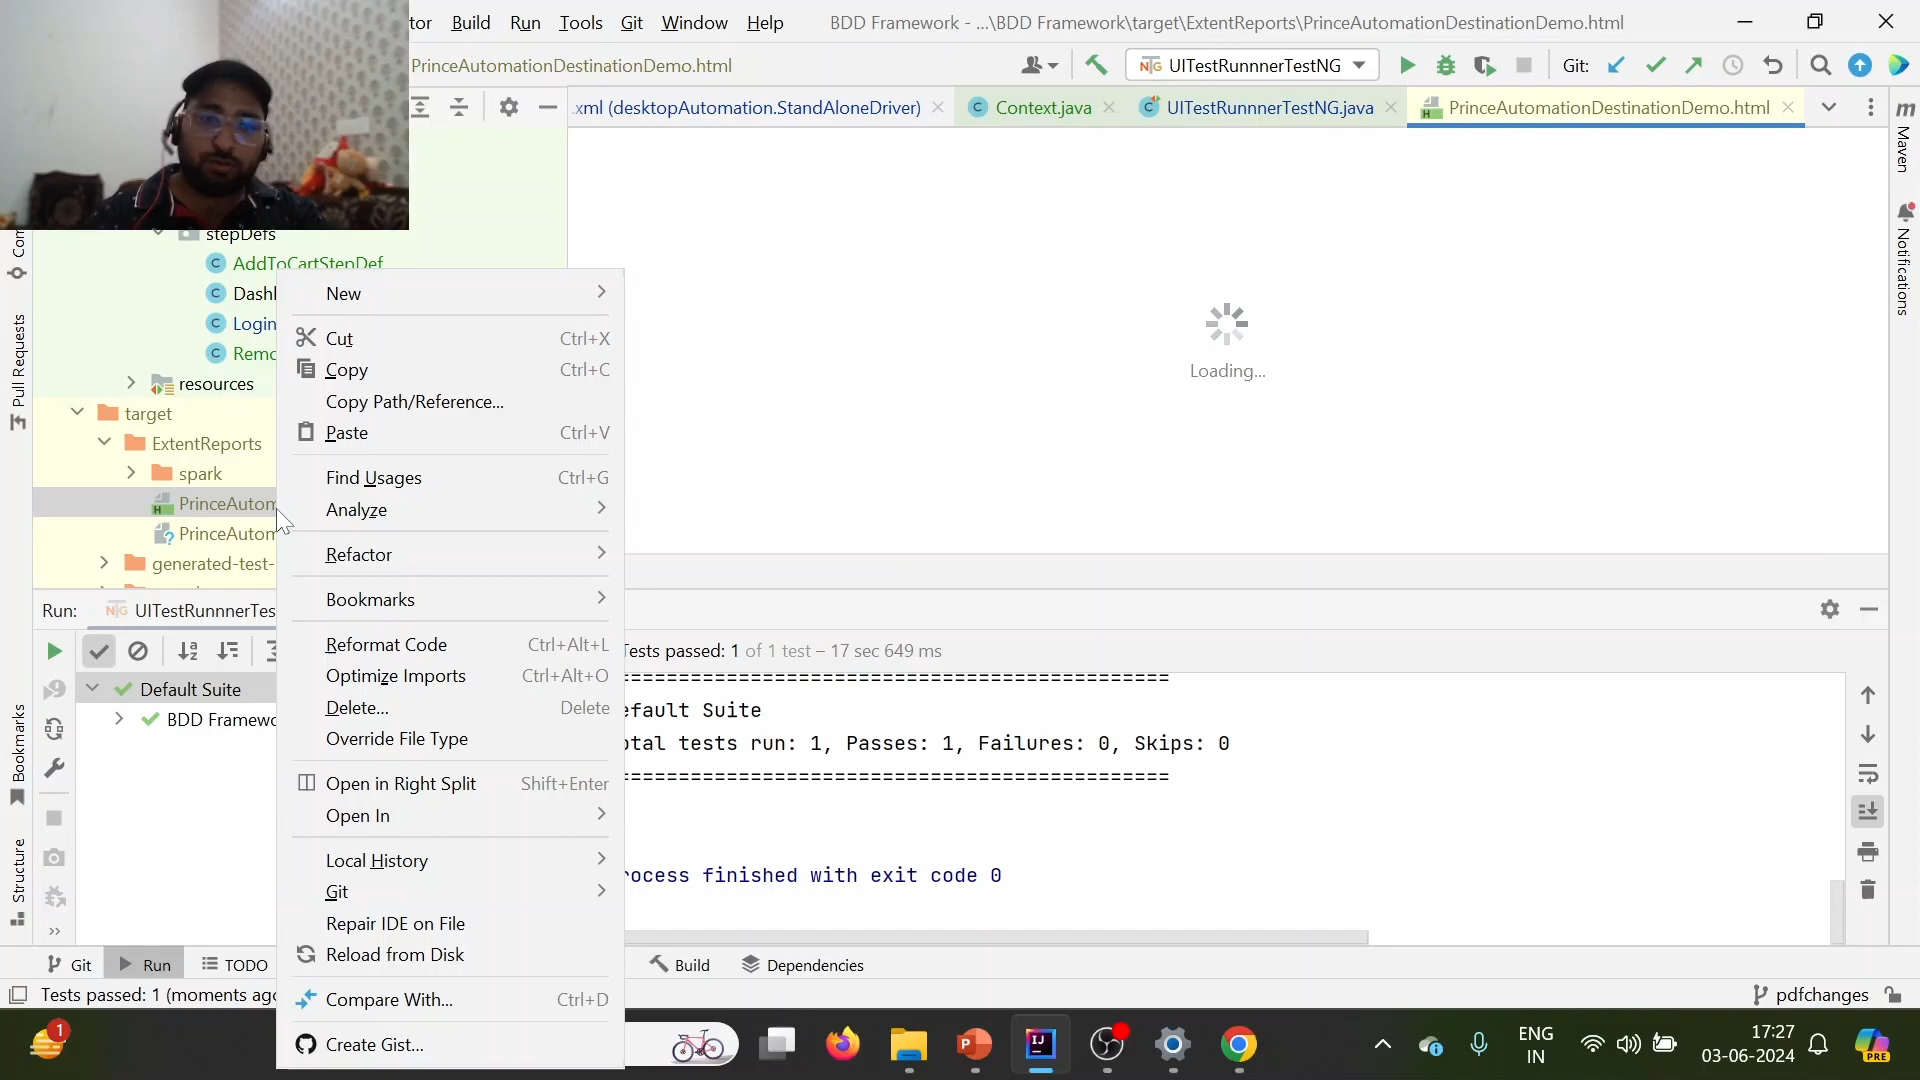 tor Build Run Tools Git Window Help BDD Framework - ...\BDD Framework\target\ExtentReports\PrinceAutomationDestinationDemo.html
PrinceAutomationDestinationDemo.html UITestRunnnerTestNG Git:
.xml (desktopAutomation.StandAloneDriver) Context.java UITestRunnnerTestNG.java PrinceAutomationDestinationDemo.html
Maven
Notifications
Com
Pull Requests
Bookmarks
Structure
stepDefs
AddToCartStepDef
Dashl
Login
Remo
resources
target
ExtentReports
spark
PrinceAutom
PrinceAutom
generated-test-
New
Cut Ctrl+X
Copy Ctrl+C
Copy Path/Reference...
Paste Ctrl+V
Find Usages Ctrl+G
Analyze
Refactor
Bookmarks
Reformat Code Ctrl+Alt+L
Optimize Imports Ctrl+Alt+O
Delete... Delete
Override File Type
Open in Right Split Shift+Enter
Open In
Local History
Git
Repair IDE on File
Reload from Disk
Compare With... Ctrl+D
Create Gist...
Loading...
Run: UITestRunnnerTes
Tests passed: 1 of 1 test – 17 sec 649 ms
Default Suite
BDD Framewo
===========================================
efault Suite
otal tests run: 1, Passes: 1, Failures: 0, Skips: 0
===========================================
rocess finished with exit code 0
Git Run TODO Build Dependencies
Tests passed: 1 (moments ago pdfchanges
1 ENG
IN
17:27
03-06-2024
PRE